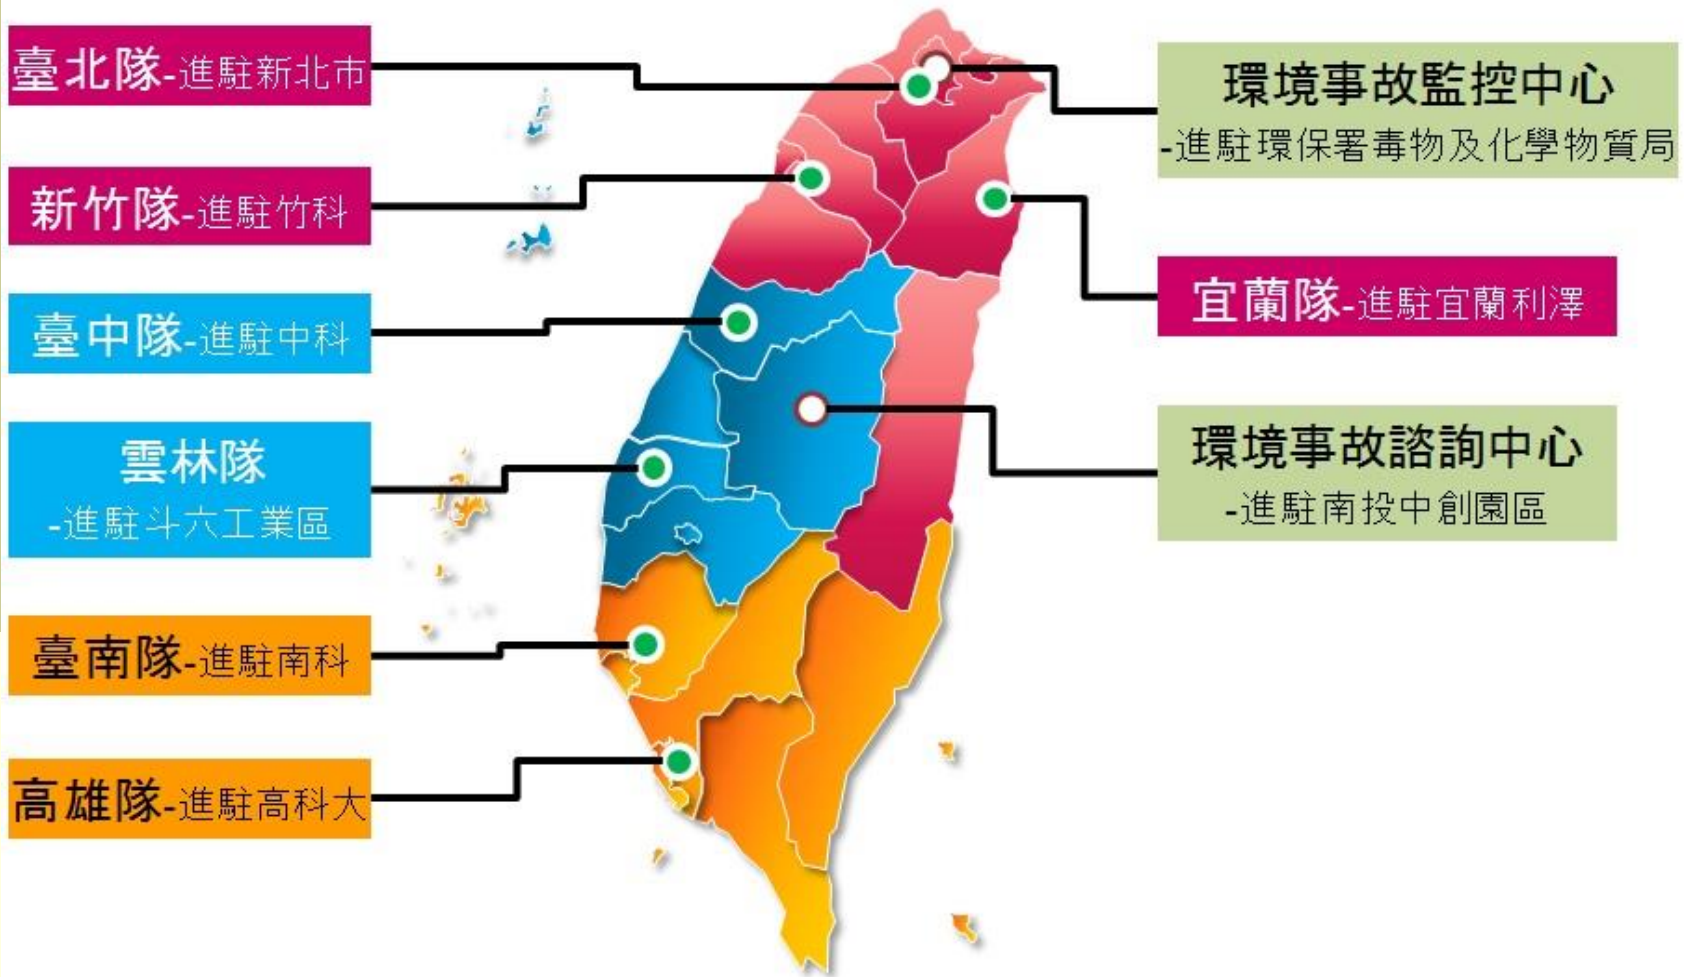 臺北隊-進駐新北市
新竹隊-進駐竹科
臺中隊-進駐中科
雲林隊
-進駐斗六工業區
臺南隊-進駐南科
高雄隊-進駐高科大
環境事故監控中心
-進駐環保署毒物及化學物質局
宜蘭隊-進駐宜蘭利澤
環境事故諮詢中心
-進駐南投中創園區